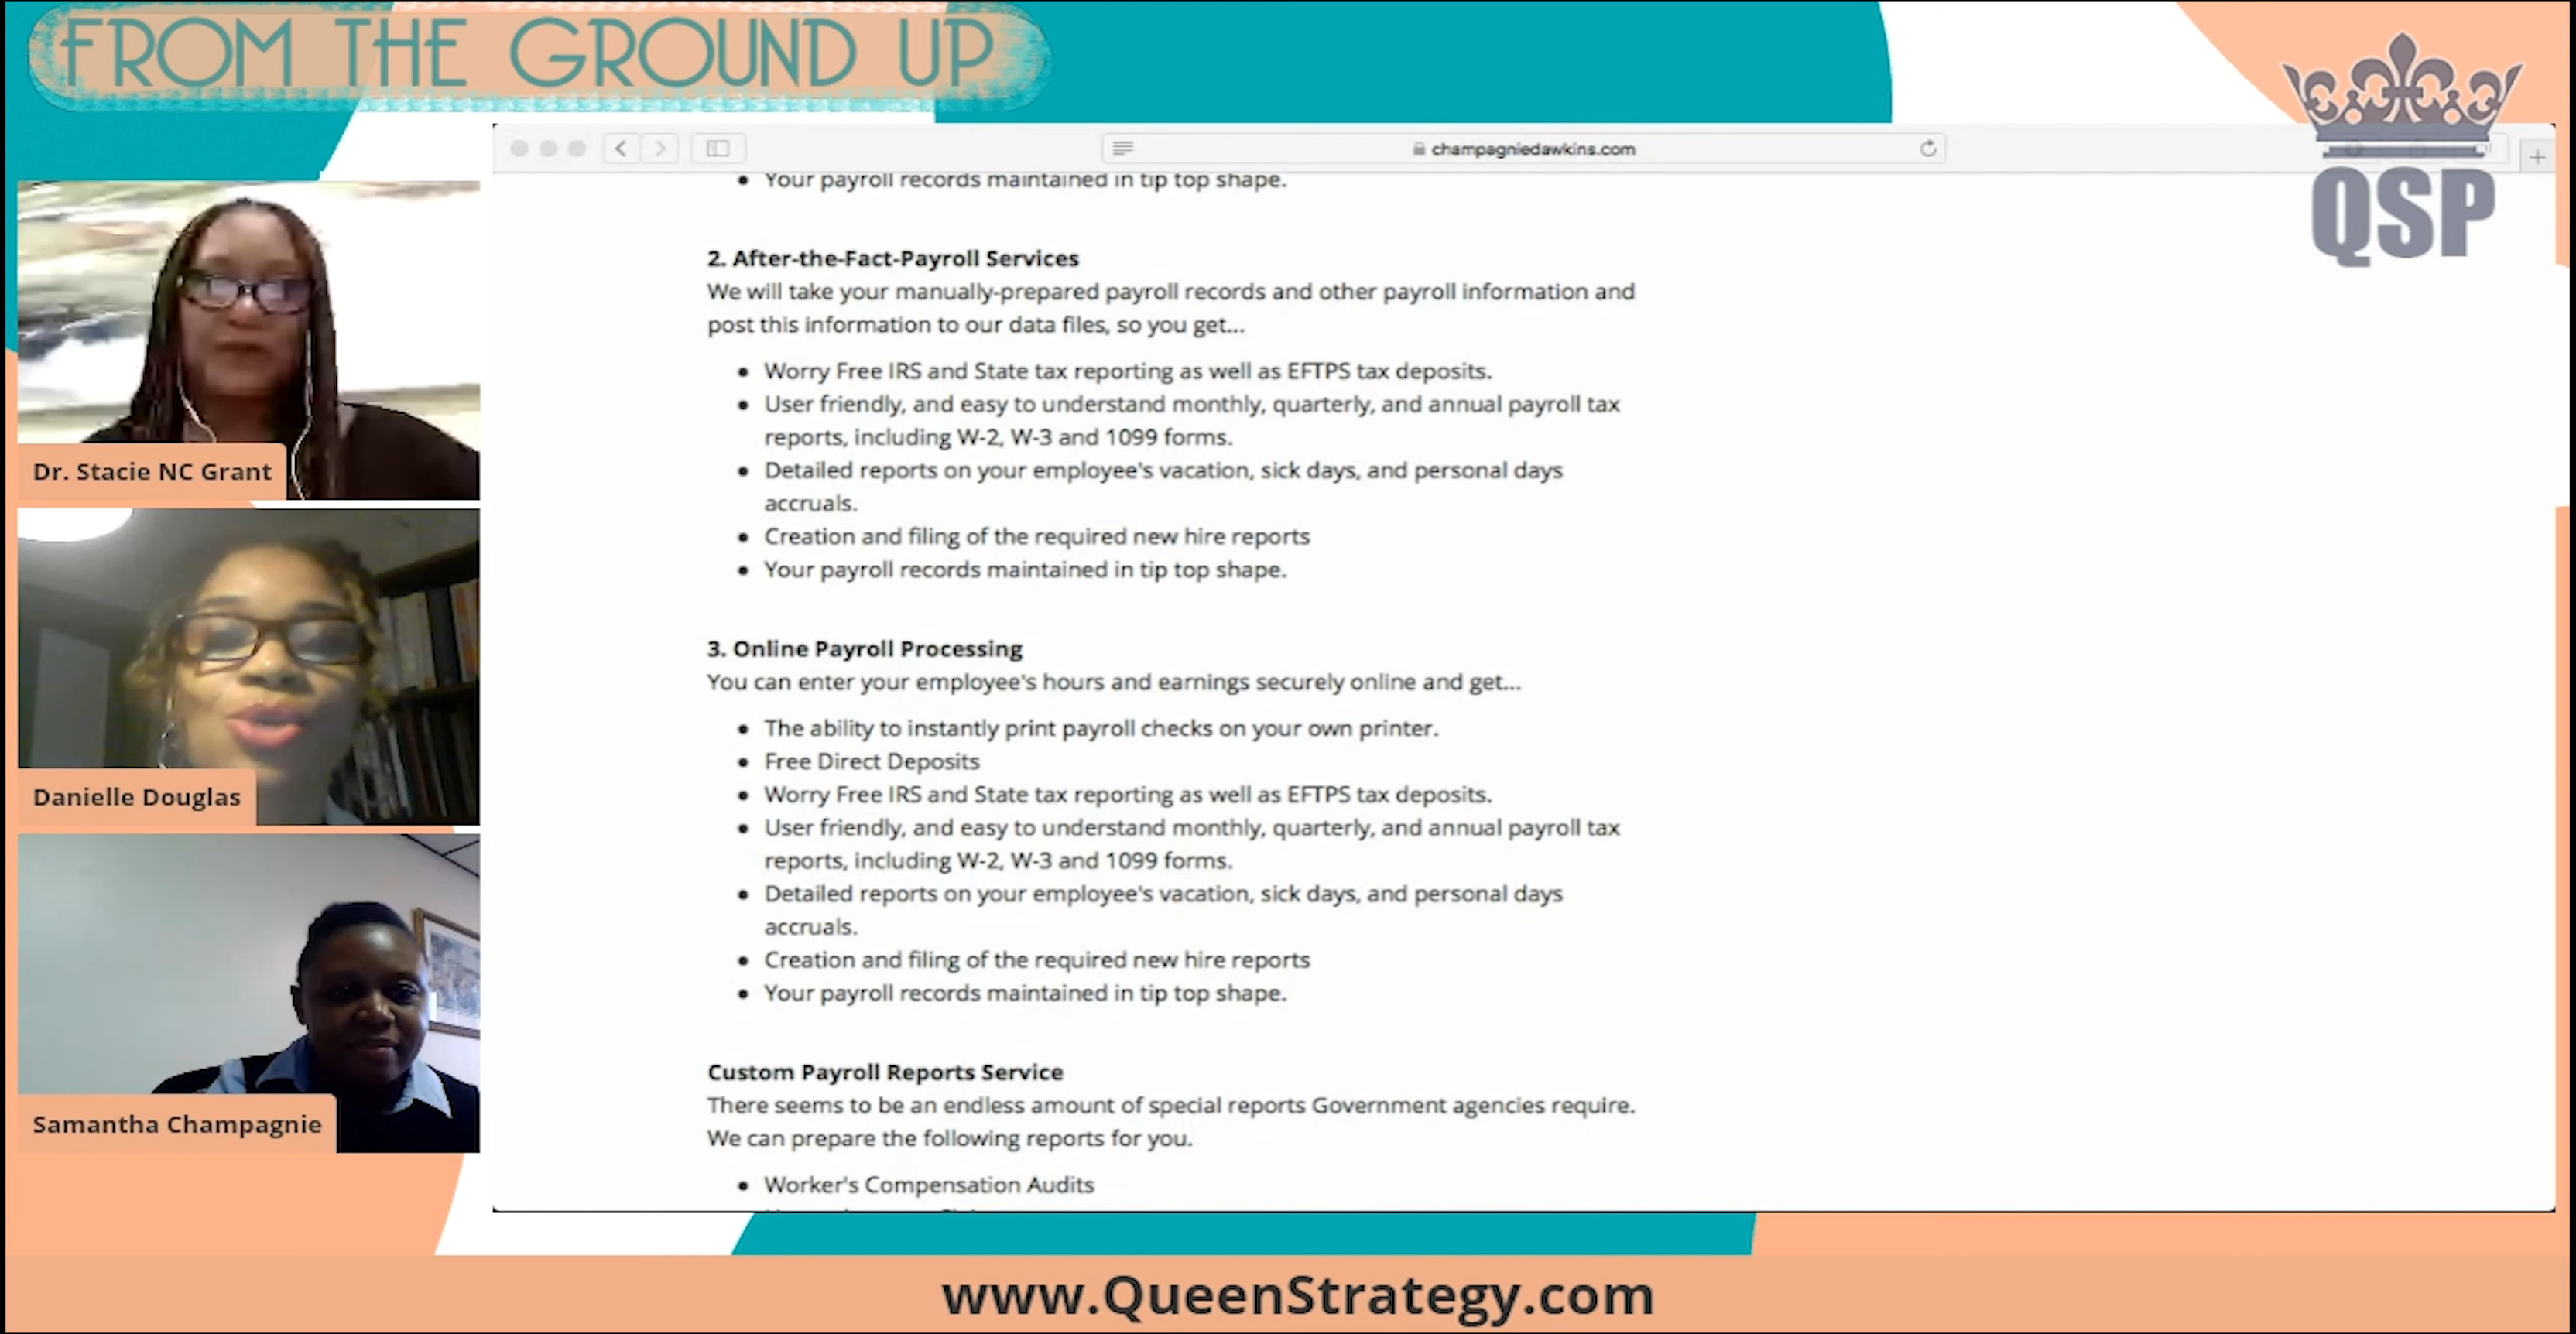 FROM THE GROUND UP
QSP
champagniedawkins.com
• Your payroll records maintained in tip top shape.
2. After-the-Fact-Payroll Services
We will take your manually-prepared payroll records and other payroll information and
post this information to our data files, so you get...
• Worry Free IRS and State tax reporting as well as EFTPS tax deposits.
• User friendly, and easy to understand monthly, quarterly, and annual payroll tax
reports, including W-2, W-3 and 1099 forms.
• Detailed reports on your employee's vacation, sick days, and personal days
accruals.
• Creation and filing of the required new hire reports
• Your payroll records maintained in tip top shape.
3. Online Payroll Processing
You can enter your employee's hours and earnings securely online and get...
• The ability to instantly print payroll checks on your own printer.
• Free Direct Deposits
• Worry Free IRS and State tax reporting as well as EFTPS tax deposits.
• User friendly, and easy to understand monthly, quarterly, and annual payroll tax
reports, including W-2, W-3 and 1099 forms.
• Detailed reports on your employee's vacation, sick days, and personal days
accruals.
• Creation and filing of the required new hire reports
• Your payroll records maintained in tip top shape.
Custom Payroll Reports Service
There seems to be an endless amount of special reports Government agencies require.
We can prepare the following reports for you.
• Worker's Compensation Audits
Dr. Stacie NC Grant
Danielle Douglas
Samantha Champagnie
www.QueenStrategy.com